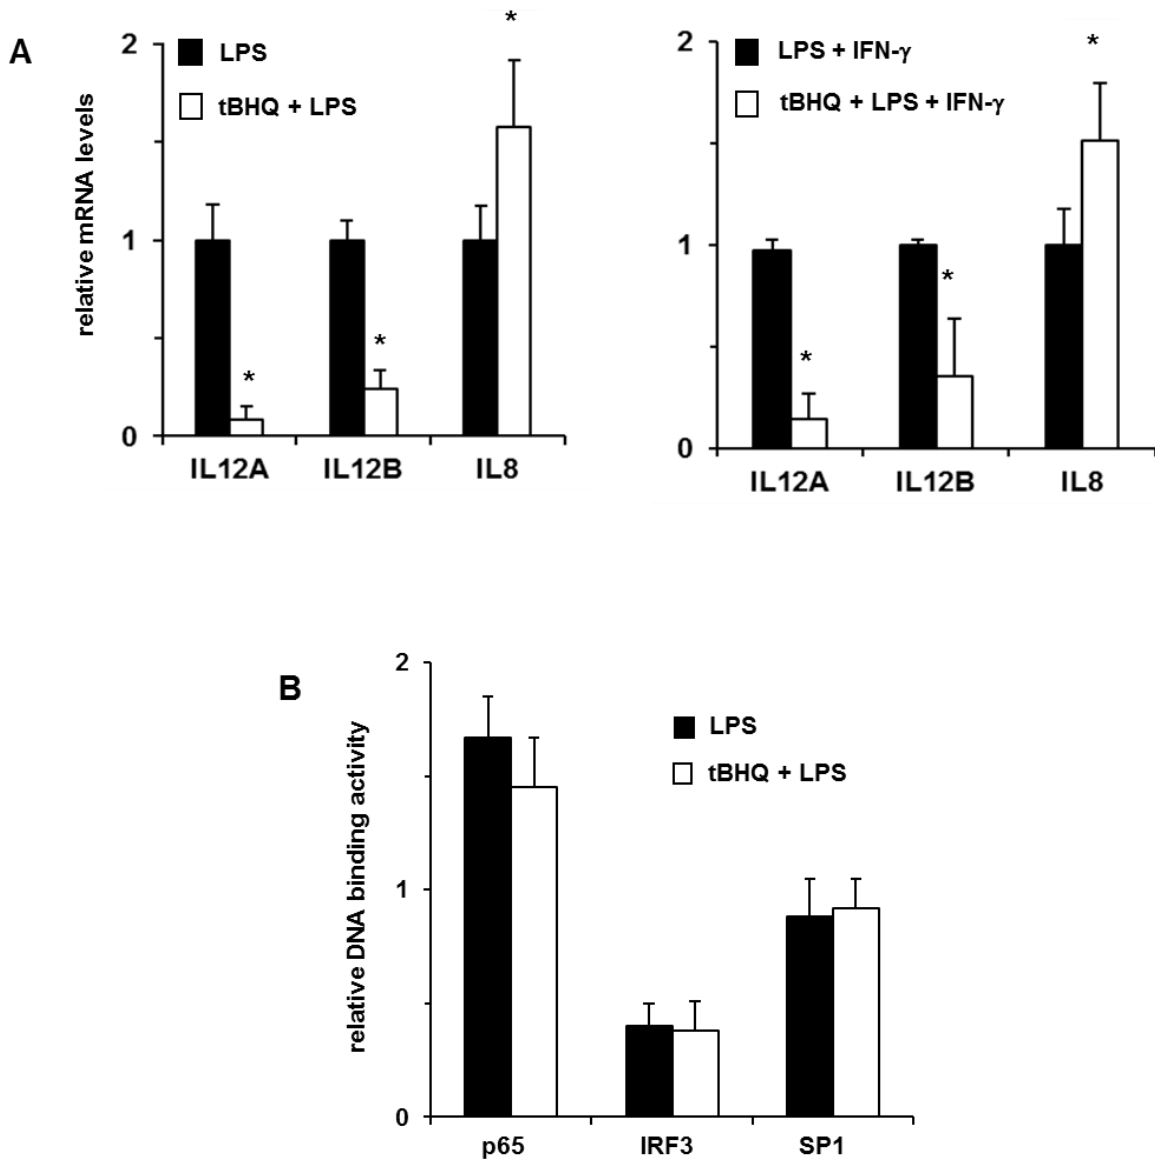 A
relative mRNA levels
2
1
0
LPS
tBHQ + LPS
*
*
*
IL12A
IL12B
IL8
2
1
0
LPS + IFN-γ
tBHQ + LPS + IFN-γ
*
*
*
IL12A
IL12B
IL8
B
relative DNA binding activity
2
1
0
LPS
tBHQ + LPS
p65
IRF3
SP1